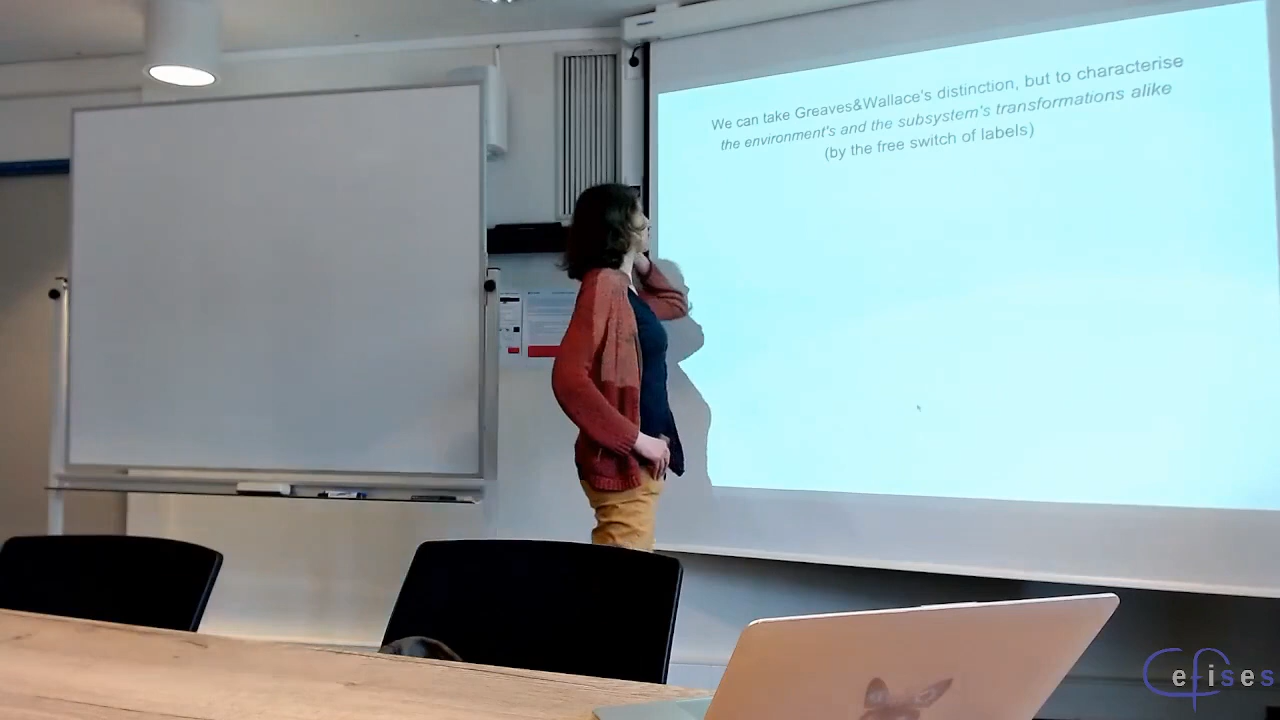 We can take Greaves&Wallace's distinction, but to characterise
the environment's and the subsystem's transformations alike
(by the free switch of labels)
Cefises